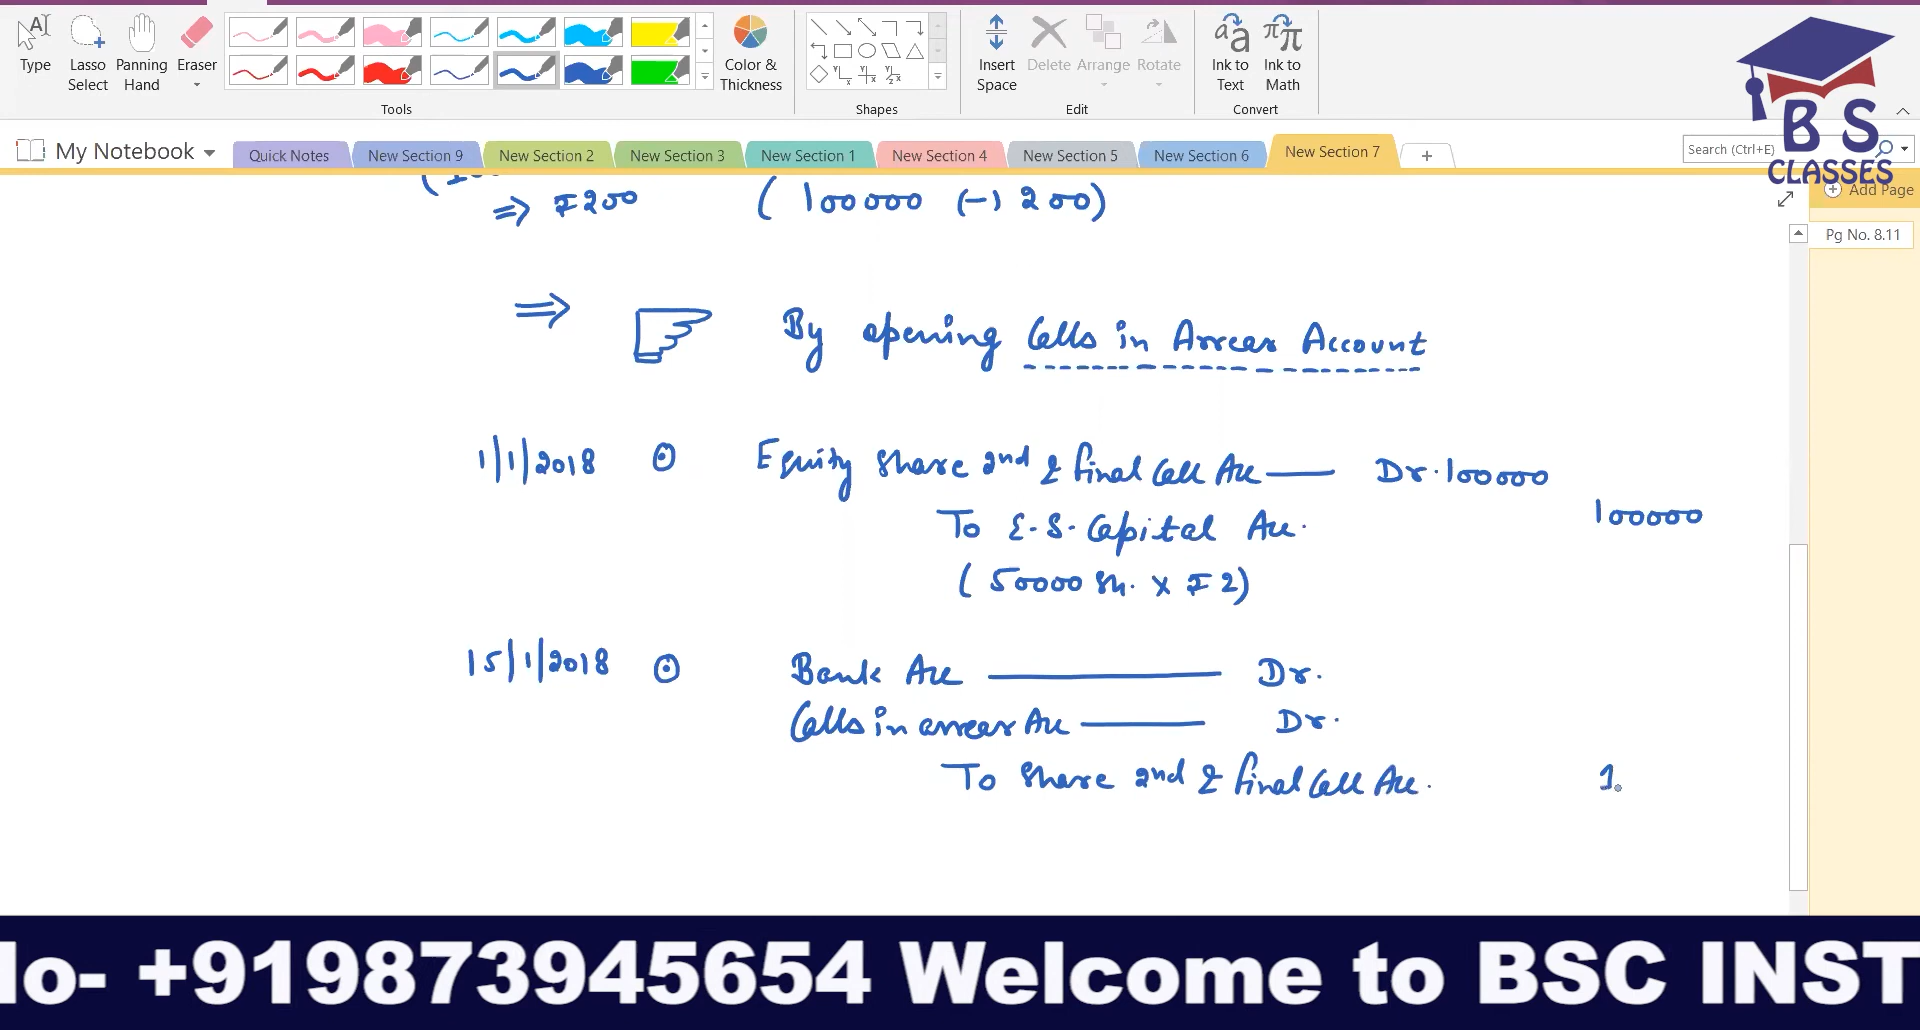 Type
Lasso Select
Panning Hand
Eraser
Color & Thickness
Insert Space
Delete
Arrange
Rotate
Ink to Text
Ink to Math
Tools
Shapes
Edit
Convert
B S
CLASSES
My Notebook
Quick Notes
New Section 9
New Section 2
New Section 3
New Section 1
New Section 4
New Section 5
New Section 6
New Section 7
Search (Ctrl+E)
Add Page
Pg No. 8.11
⇒ ₹200 (100000 (-) 200)
⇒ By opening Calls in Arrear Account
1/1/2018 ⊙ Equity Share 2nd & final Call A/c — Dr. 100000
To E.S. Capital A/c. 100000
(50000 Sh. x ₹ 2)
15/1/2018 ⊙ Bank A/c — Dr.
Calls in arrear A/c — Dr.
To Share 2nd & final Call A/c. 1
No- +919873945654 Welcome to BSC INST